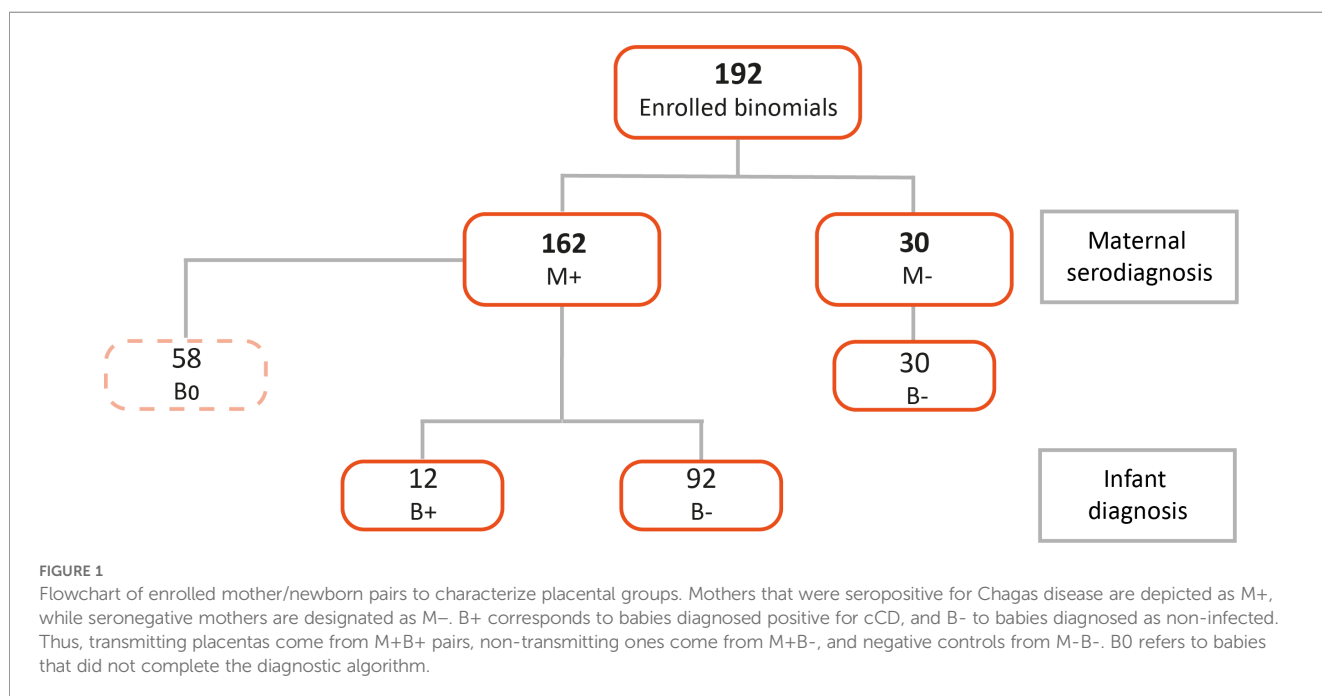 192
Enrolled binomials
162
M+
30
M-
Maternal
serodiagnosis
58
B0
30
B-
12
B+
92
B-
Infant
diagnosis
FIGURE 1
Flowchart of enrolled mother/newborn pairs to characterize placental groups. Mothers that were seropositive for Chagas disease are depicted as M+,
while seronegative mothers are designated as M−. B+ corresponds to babies diagnosed positive for cCD, and B- to babies diagnosed as non-infected.
Thus, transmitting placentas come from M+B+ pairs, non-transmitting ones come from M+B-, and negative controls from M-B-. B0 refers to babies
that did not complete the diagnostic algorithm.